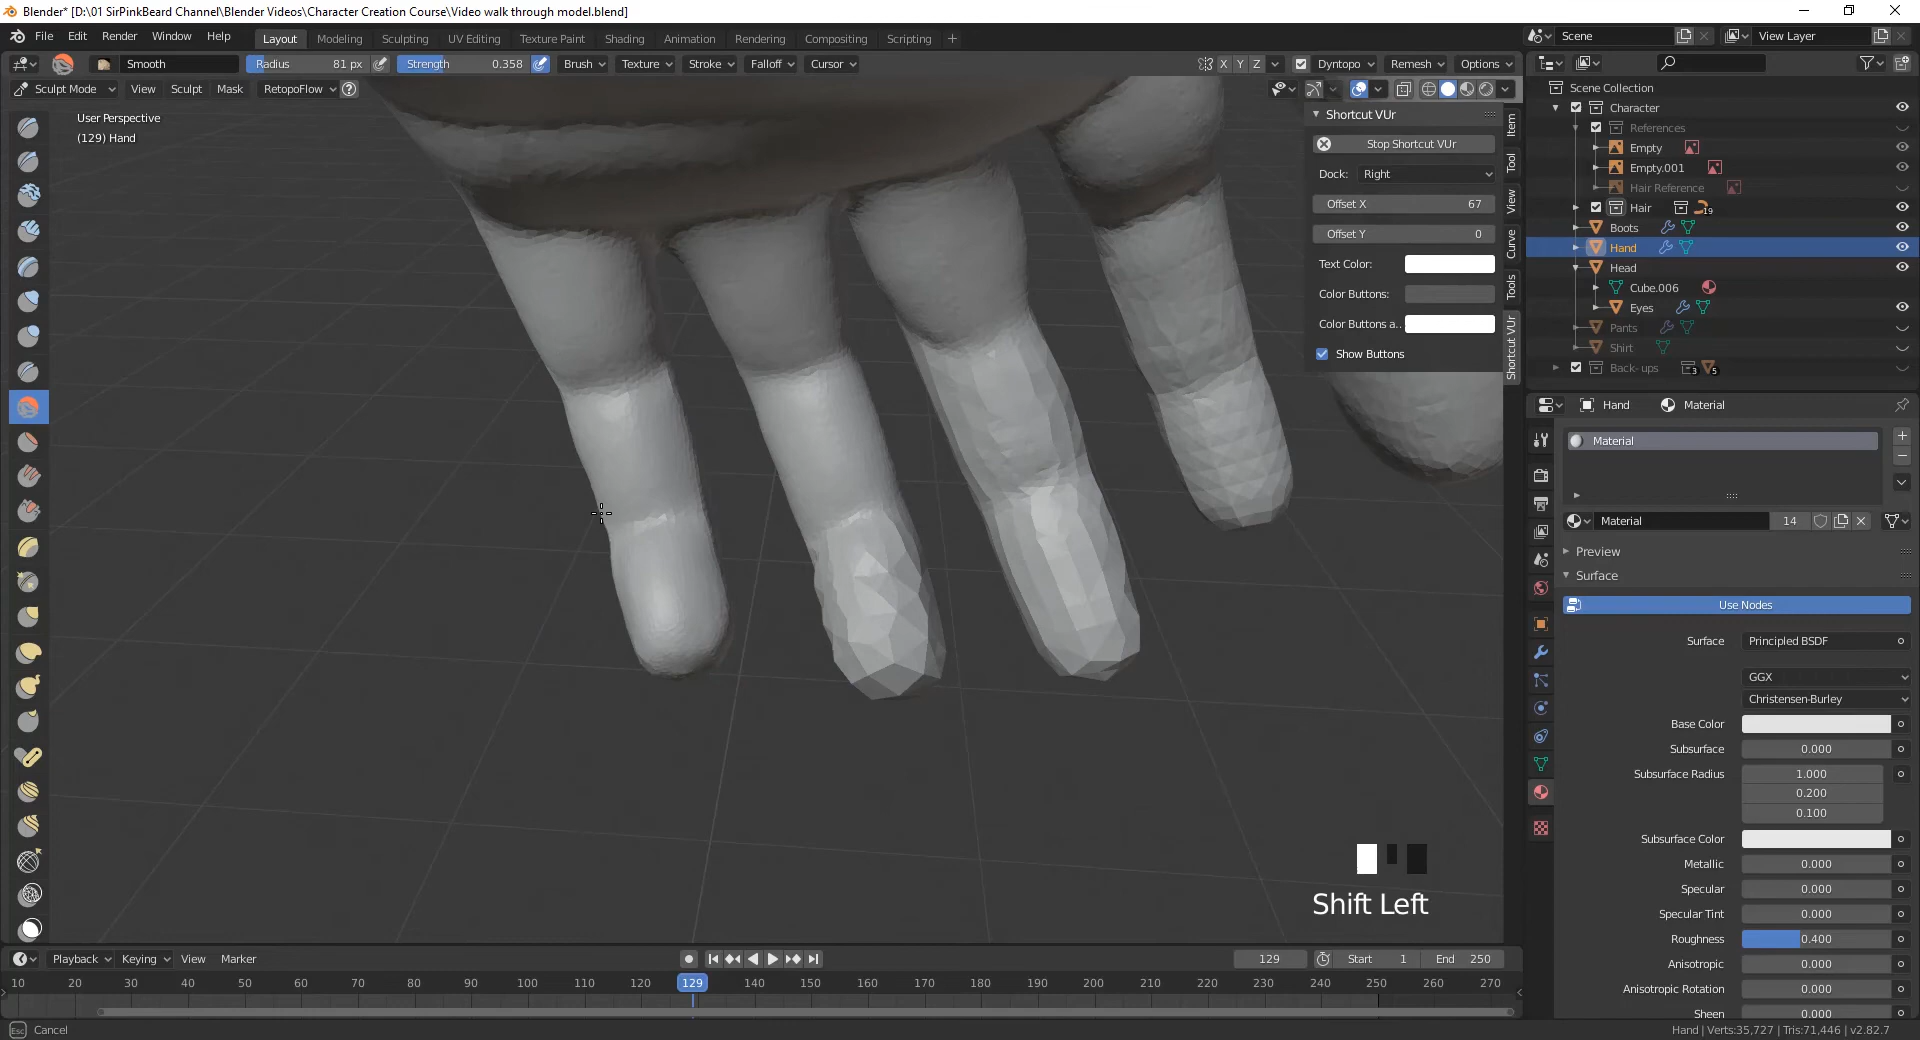 Blender* [D:\01 SirPinkBeard Channel\Blender Videos\Character Creation Course\Video walk through model.blend]
File Edit Render Window Help
Layout Modeling Sculpting UV Editing Texture Paint Shading Animation Rendering Compositing Scripting +
Scene
View Layer
Smooth Radius 81 px Strength 0.358 Brush Texture Stroke Falloff Cursor
X Y Z Dyntopo Remesh Options
Sculpt Mode View Sculpt Mask RetopoFlow ?
User Perspective
(129) Hand
Shortcut VUr
Stop Shortcut VUr
Dock: Right
Offset X 67
Offset Y 0
Text Color:
Color Buttons:
Color Buttons a..
Show Buttons
Item
Tool
View
Curve
Tools
Shortcut VUr
Scene Collection
Character
References
Empty
Empty.001
Hair Reference
Hair 19
Boots
Hand
Head
Cube.006
Eyes
Pants
Shirt
Back-ups 3 5
Hand Material
Material
Material 14
Preview
Surface
Use Nodes
Surface Principled BSDF
GGX
Christensen-Burley
Base Color
Subsurface 0.000
Subsurface Radius 1.000
0.200
0.100
Subsurface Color
Metallic 0.000
Specular 0.000
Specular Tint 0.000
Roughness 0.400
Anisotropic 0.000
Anisotropic Rotation 0.000
Sheen 0.000
Shift Left
Playback Keying View Marker
129 Start 1 End 250
10 20 30 40 50 60 70 80 90 100 110 120 129 140 150 160 170 180 190 200 210 220 230 240 250 260 270
Esc Cancel
Hand | Verts:35,727 | Tris:71,446 | v2.82.7